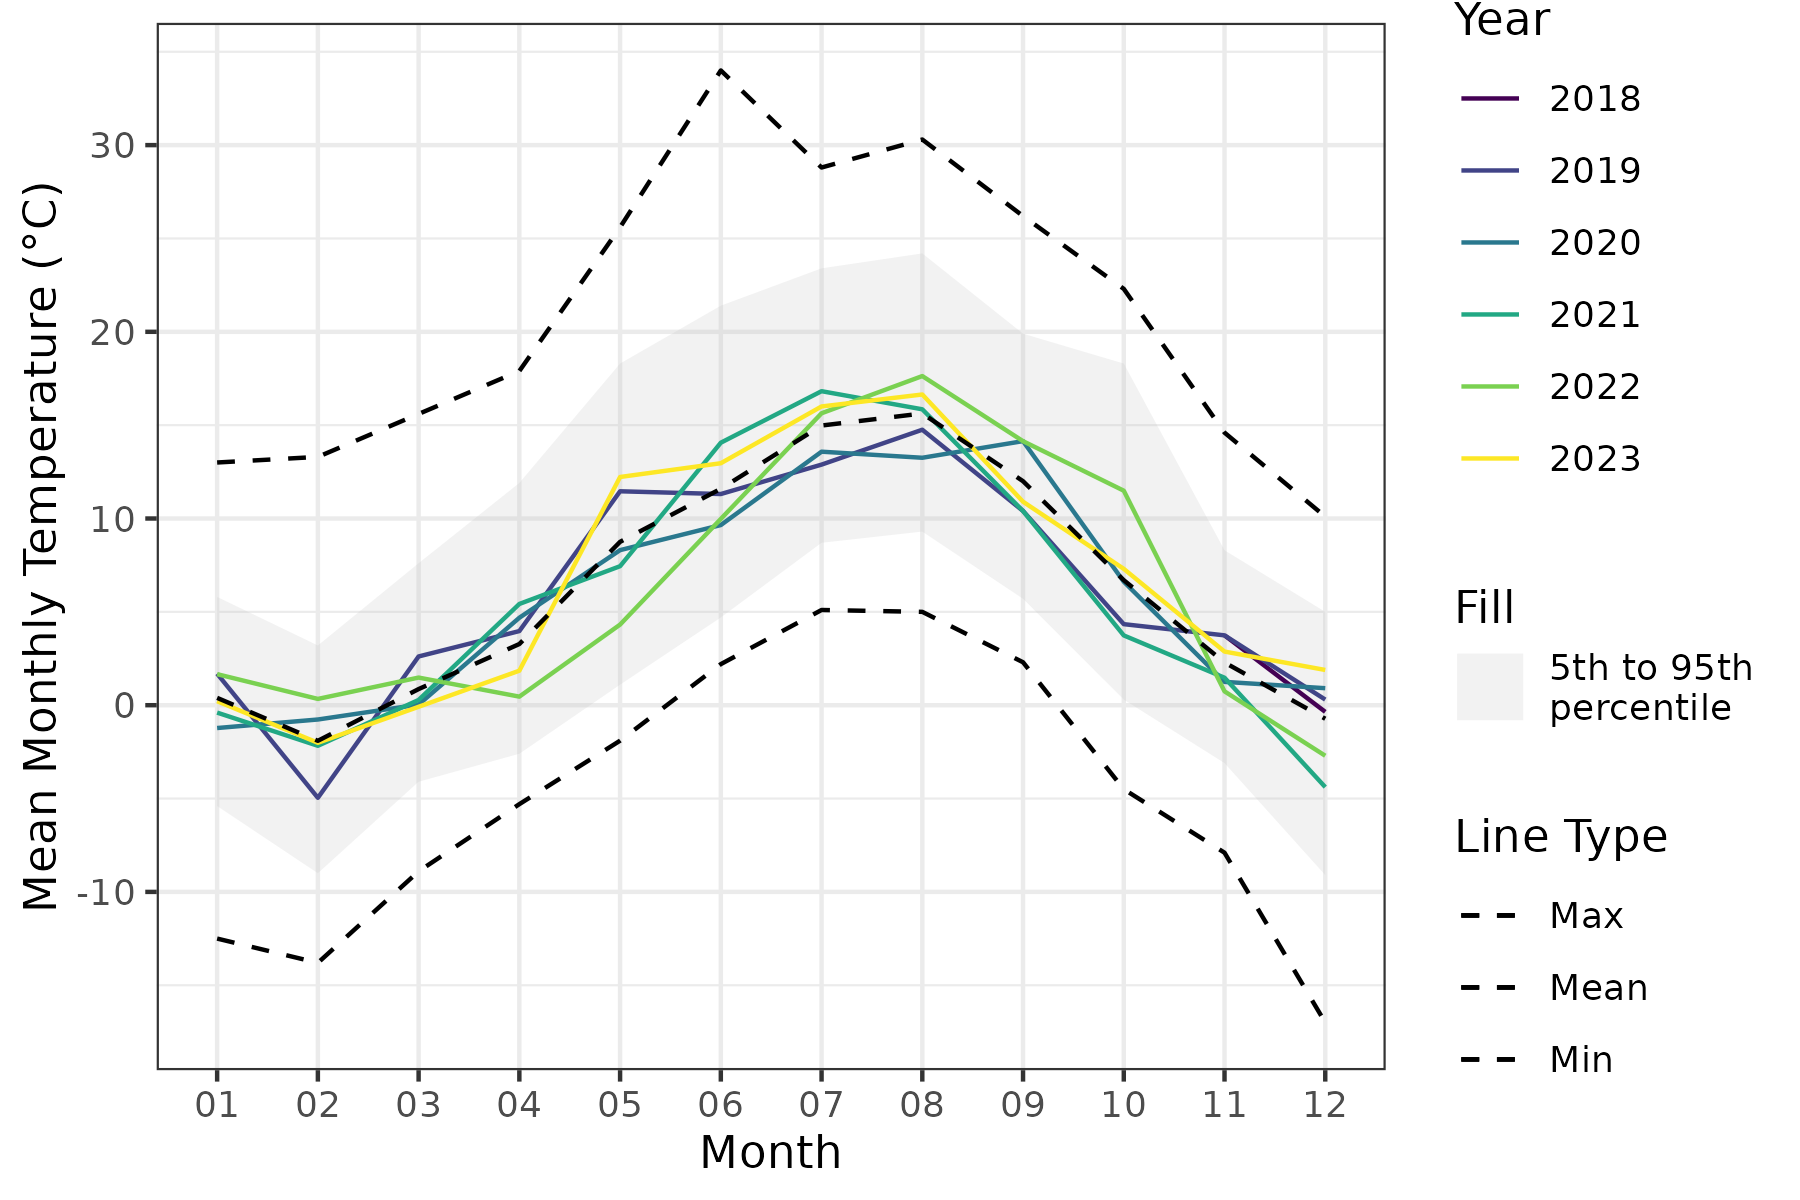 Mean Monthly Temperature (°C)
30
20
10
0
-10
01 02 03 04 05 06 07 08 09 10 11 12
Month
Year
2018
2019
2020
2021
2022
2023
Fill
5th to 95th
percentile
Line Type
Max
Mean
Min